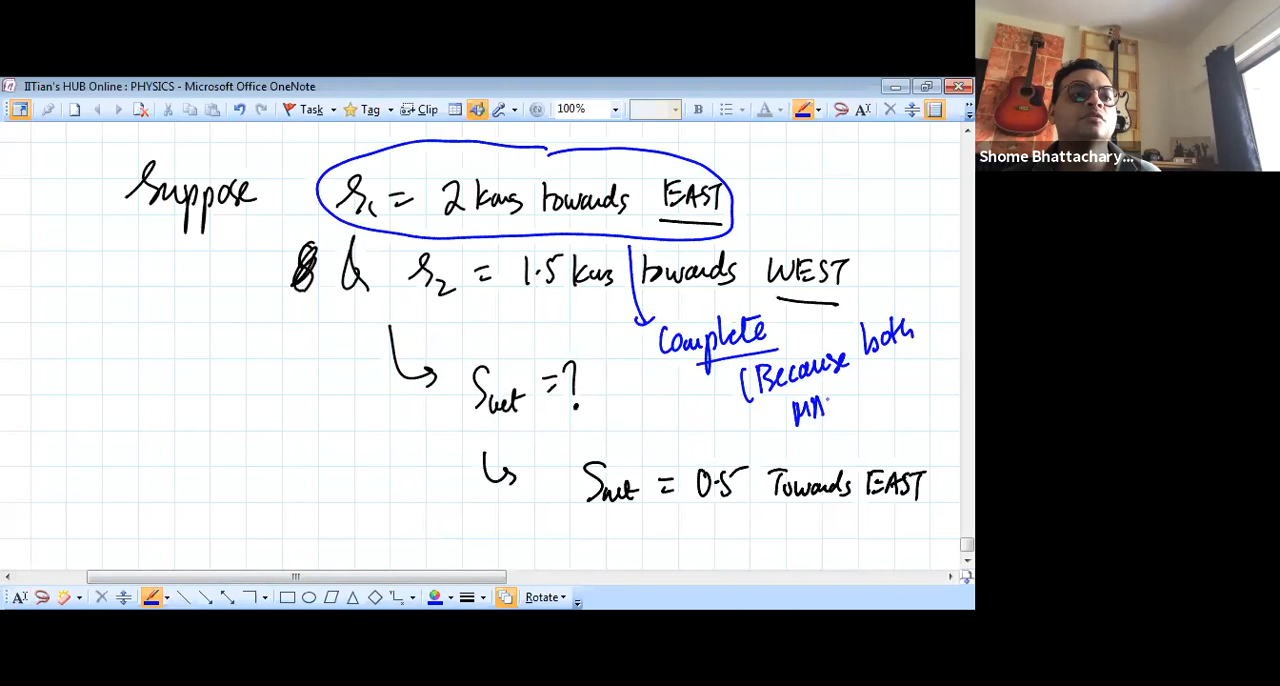 IITian's HUB Online : PHYSICS - Microsoft Office OneNote
Task Tag Clip 100% B A
Shome Bhattachary...
Suppose S1 = 2 kms towards EAST
& S2 = 1.5 kms towards WEST
Complete
(Because both
Snet = ?
Snet = 0.5 Towards EAST
Rotate